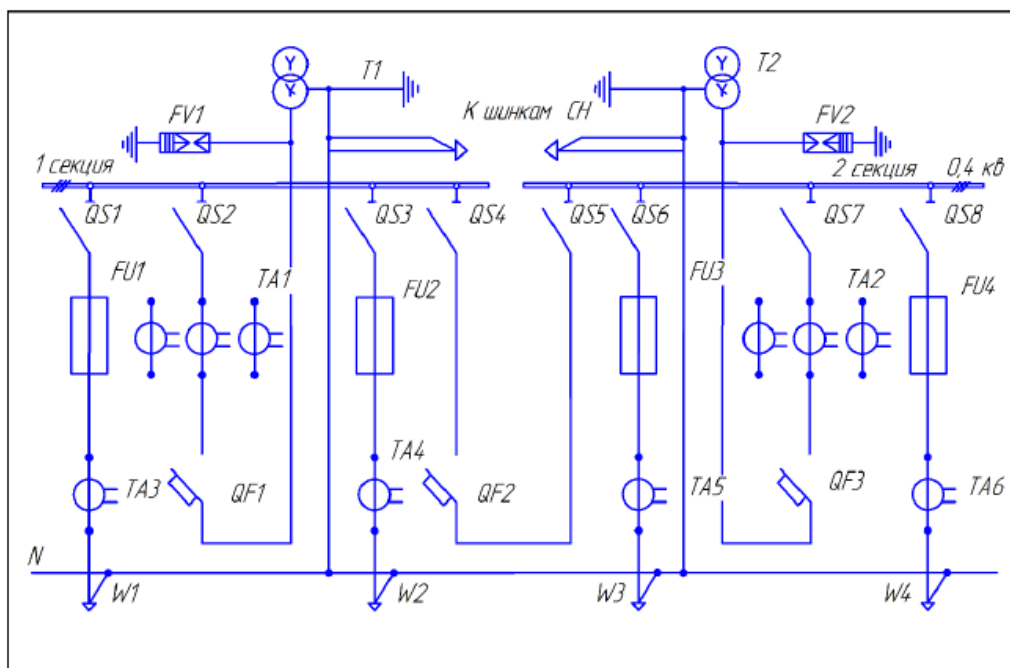 T1
T2
FV1
К шинкам СН
FV2
1 секция
2 секция
0,4 кв
QS1
QS2
QS3
QS4
QS5
QS6
QS7
QS8
FU1
TA1
FU2
FU3
TA2
FU4
TA3
QF1
TA4
QF2
TA5
QF3
TA6
N
W1
W2
W3
W4